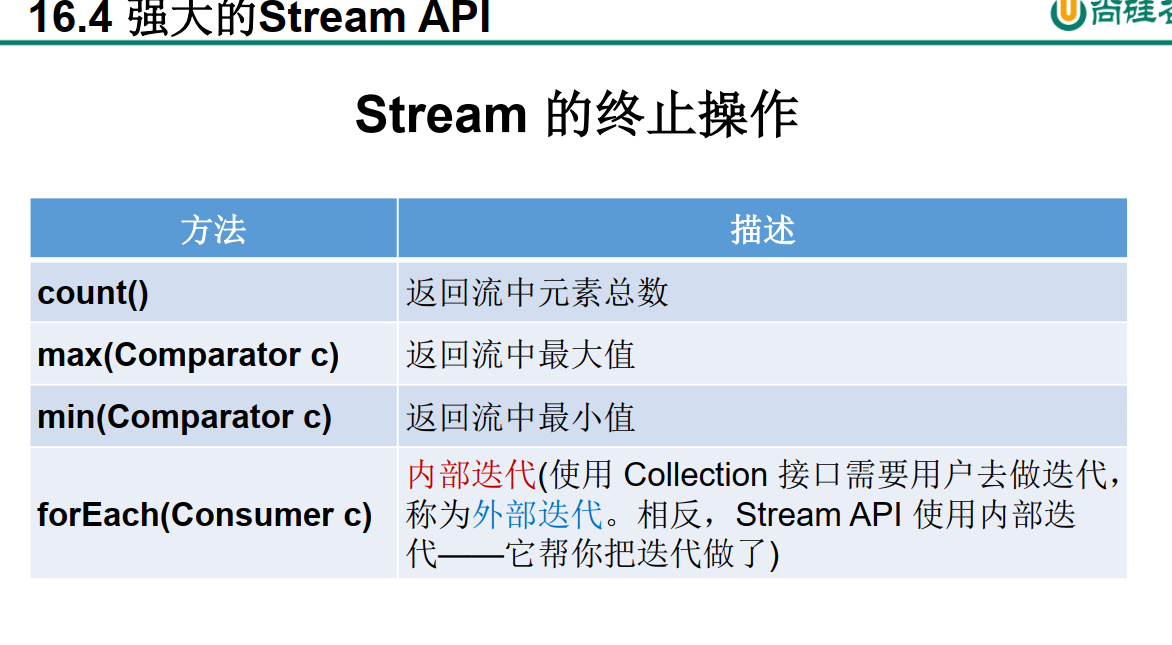 16.4 强大的Stream API
尚硅
Stream 的终止操作
方法 描述
count() 返回流中元素总数
max(Comparator c) 返回流中最大值
min(Comparator c) 返回流中最小值
forEach(Consumer c) 内部迭代(使用 Collection 接口需要用户去做迭代，
称为外部迭代。相反，Stream API 使用内部迭
代——它帮你把迭代做了)